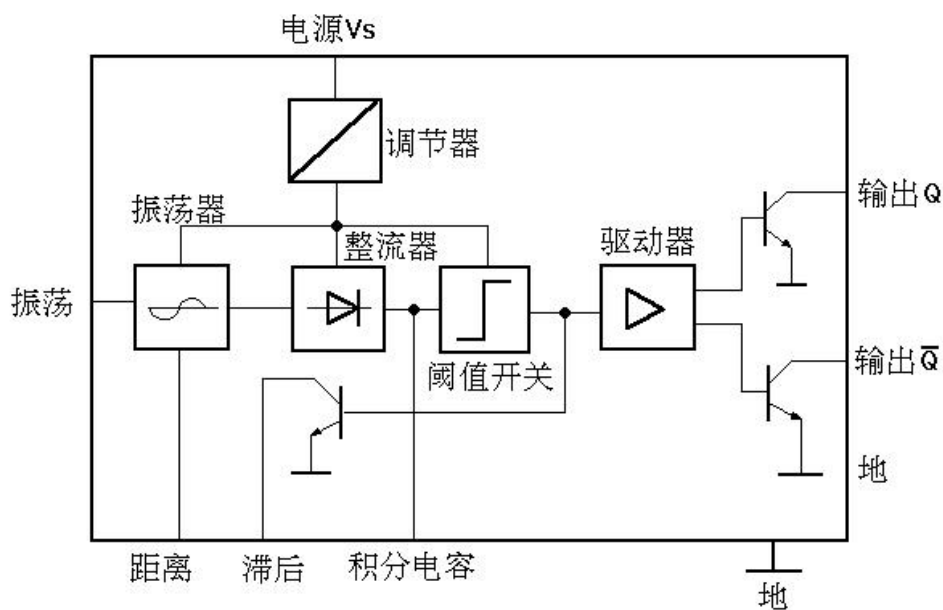 电源Vs
调节器
振荡器
整流器
驱动器
输出Q
振荡
阈值开关
输出Q̅
地
距离
滞后
积分电容
地